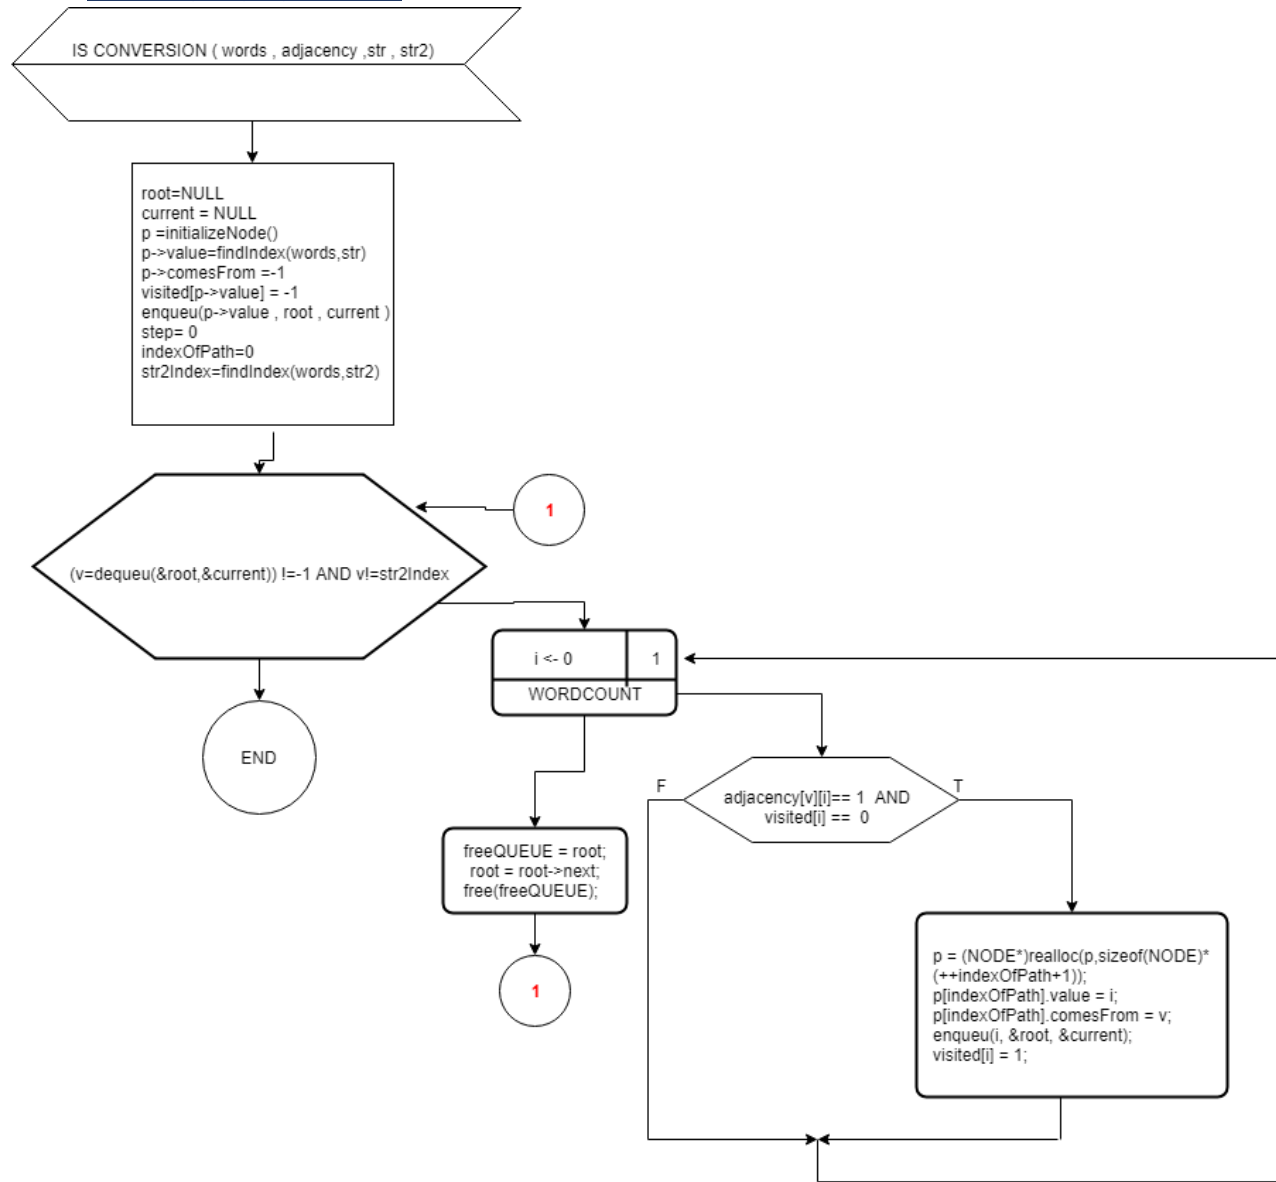 IS CONVERSION ( words , adjacency ,str , str2)
root=NULL
current = NULL
p =initializeNode()
p->value=findIndex(words,str)
p->comesFrom =-1
visited[p->value] = -1
enqueu(p->value , root , current )
step= 0
indexOfPath=0
str2Index=findIndex(words,str2)
1
(v=dequeu(&root,&current)) !=-1 AND v!=str2Index
END
i <- 0
1
WORDCOUNT
F
T
adjacency[v][i]== 1 AND
visited[i] == 0
freeQUEUE = root;
root = root->next;
free(freeQUEUE);
1
p = (NODE*)realloc(p,sizeof(NODE)*
(++indexOfPath+1));
p[indexOfPath].value = i;
p[indexOfPath].comesFrom = v;
enqueu(i, &root, &current);
visited[i] = 1;